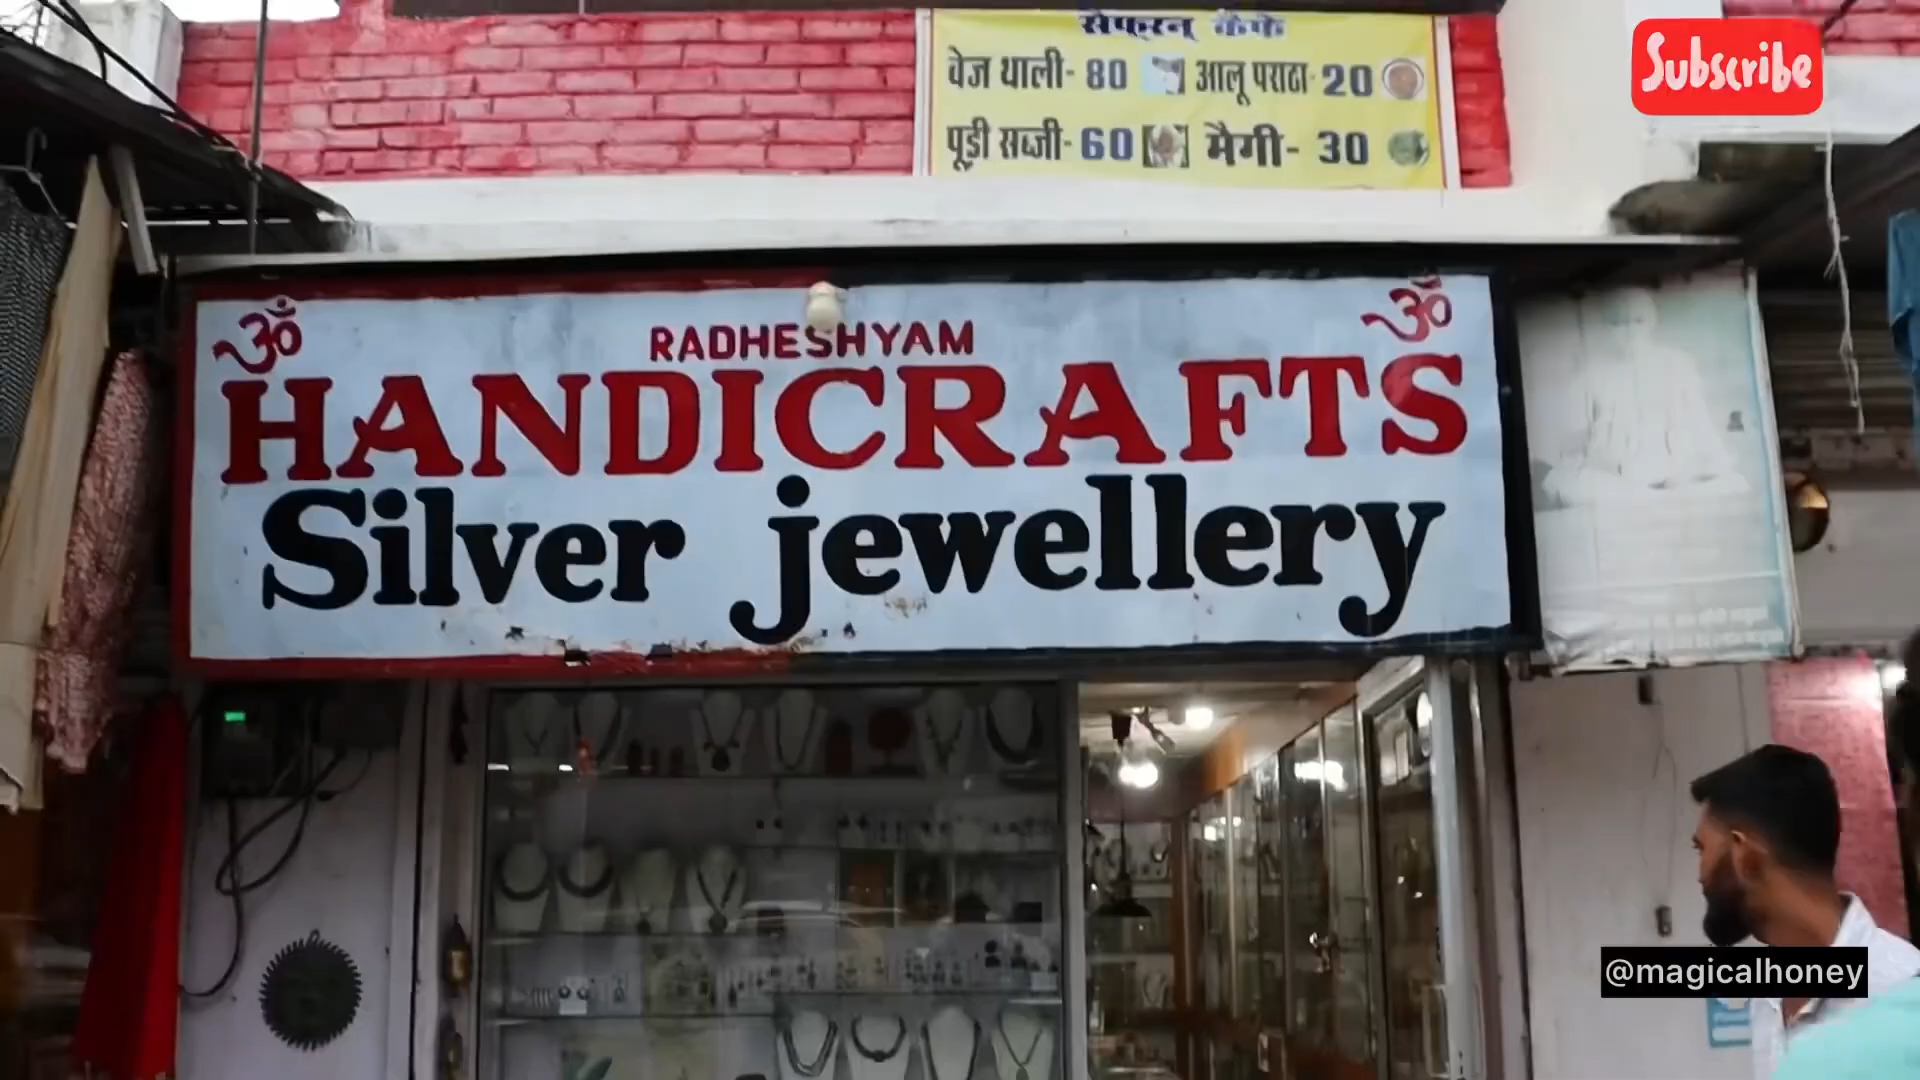 सेफरन कैफे
Subscribe
वेज थाली- 80 आलू पराठा- 20
पूड़ी सब्जी- 60 मैगी- 30
ॐ ॐ
RADHESHYAM
HANDICRAFTS
Silver jewellery
@magicalhoney